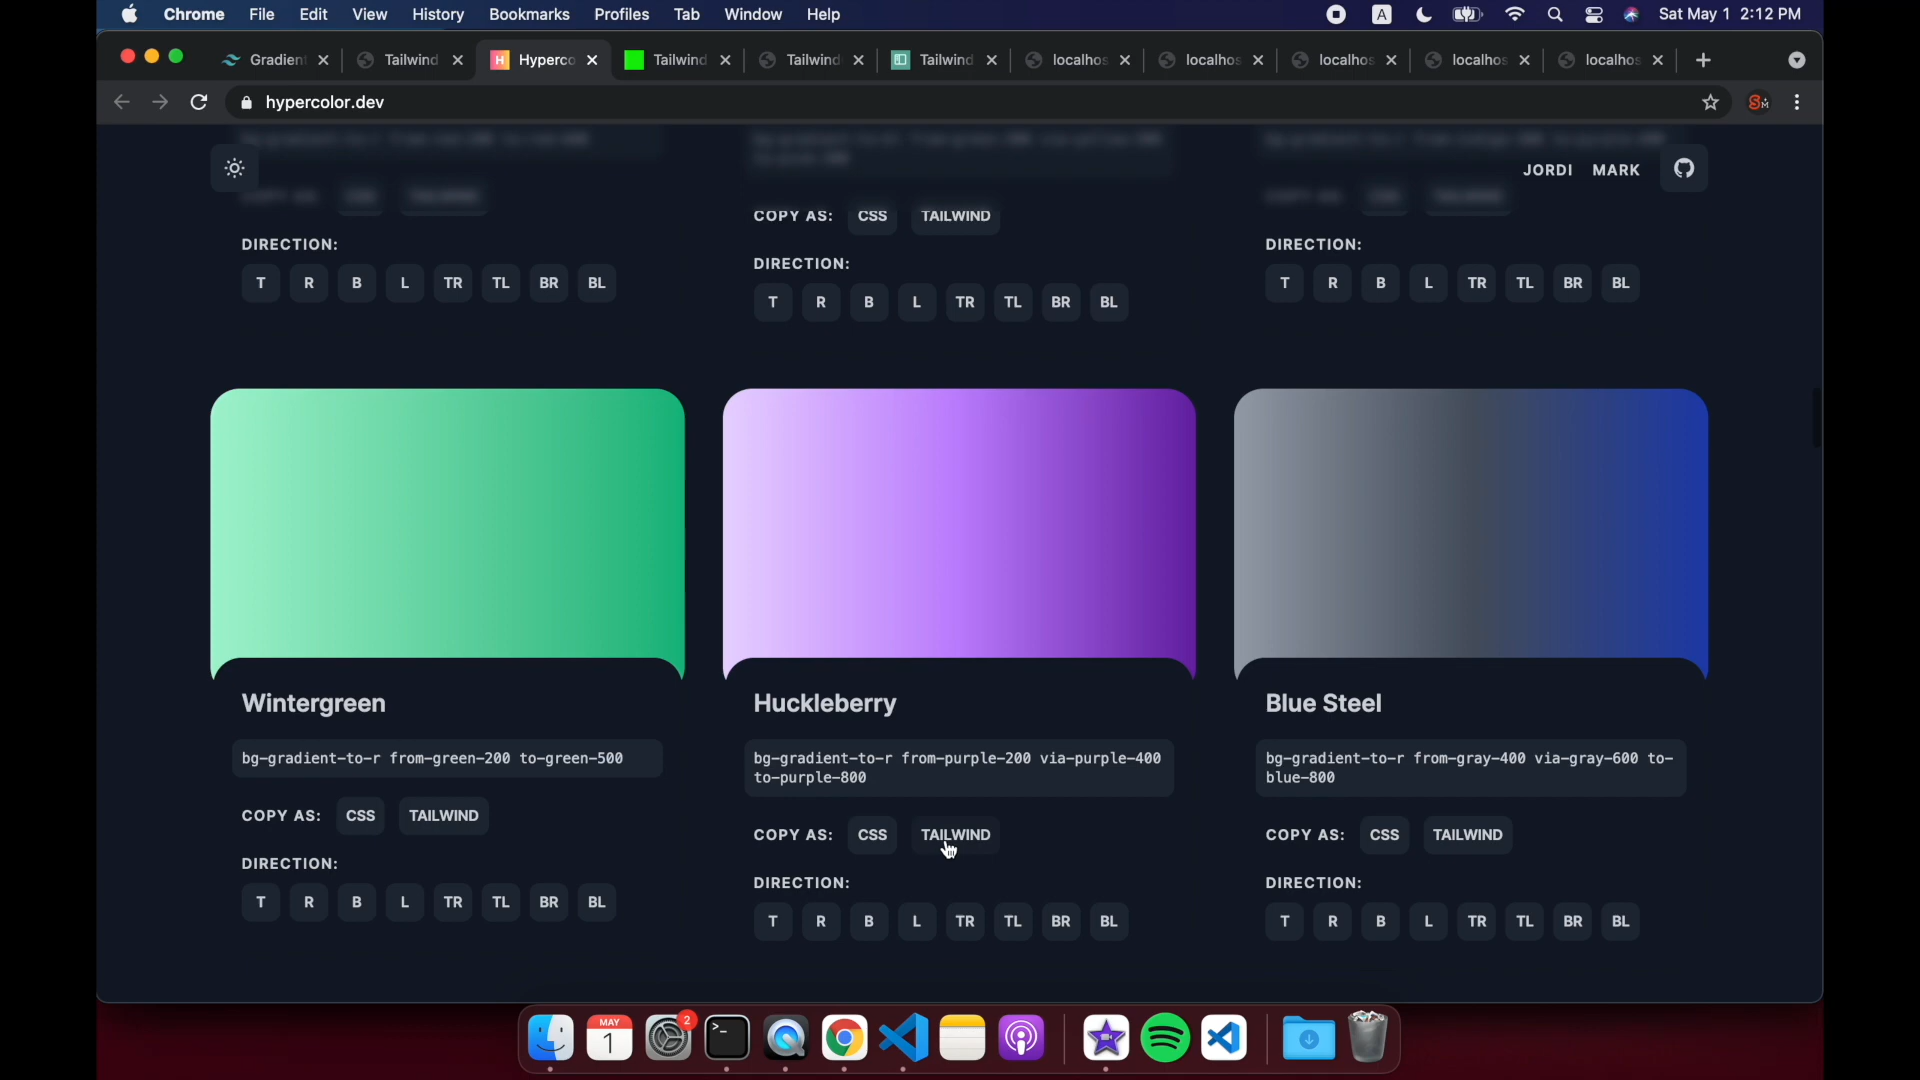 Chrome File Edit View History Bookmarks Profiles Tab Window Help A Sat May 1 2:12 PM
Gradien Tailwind H Hyperco Tailwind Tailwind Tailwind localhos localhos localhos localhos localhos
hypercolor.dev
JORDI MARK
COPY AS: CSS TAILWIND
DIRECTION: DIRECTION: DIRECTION:
T R B L TR TL BR BL
T R B L TR TL BR BL
T R B L TR TL BR BL
Wintergreen
bg-gradient-to-r from-green-200 to-green-500
COPY AS: CSS TAILWIND
DIRECTION:
T R B L TR TL BR BL
Huckleberry
bg-gradient-to-r from-purple-200 via-purple-400
to-purple-800
COPY AS: CSS TAILWIND
DIRECTION:
T R B L TR TL BR BL
Blue Steel
bg-gradient-to-r from-gray-400 via-gray-600 to-
blue-800
COPY AS: CSS TAILWIND
DIRECTION:
T R B L TR TL BR BL
MAY
1
2